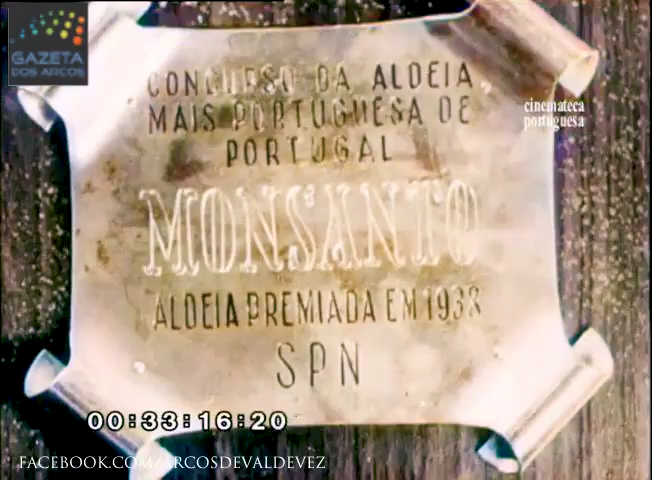 GAZETA
DOS ARCOS
CONCURSO DA ALDEIA
MAIS PORTUGUESA DE
PORTUGAL
cinemateca
portuguesa
MONSANTO
ALDEIA PREMIADA EM 1938
SPN
00:33:16:20
FACEBOOK.COM/ARCOSDEVALDEVEZ